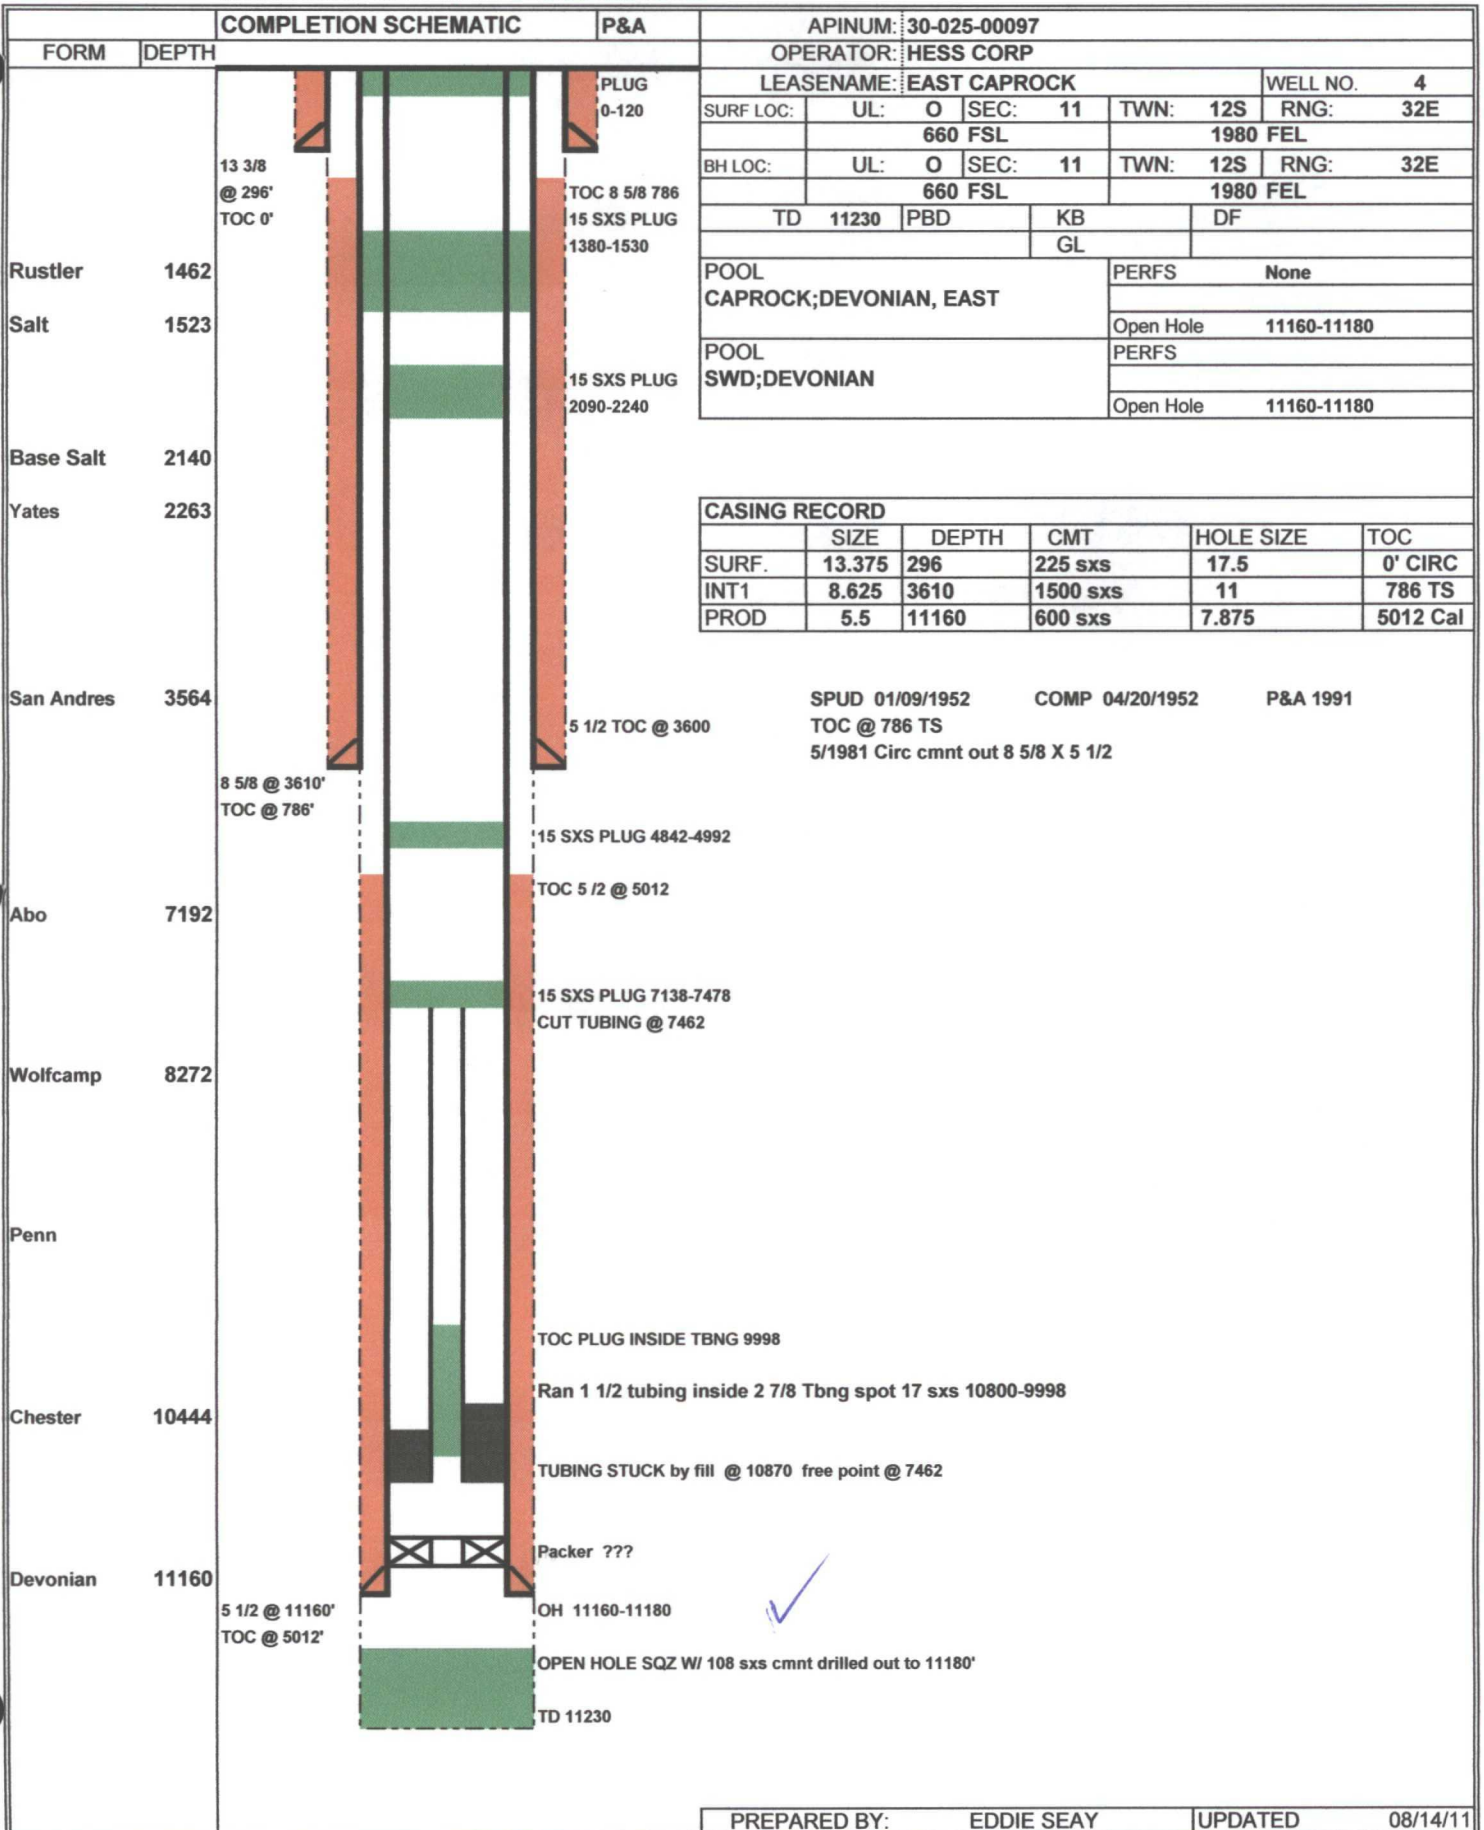 COMPLETION SCHEMATIC P&A
FORM DEPTH
APINUM: 30-025-00097
OPERATOR: HESS CORP
LEASENAME: EAST CAPROCK WELL NO. 4
SURF LOC: UL: O SEC: 11 TWN: 12S RNG: 32E
660 FSL 1980 FEL
BH LOC: UL: O SEC: 11 TWN: 12S RNG: 32E
660 FSL 1980 FEL
TD 11230 PBD KB DF
GL
POOL PERFS None
CAPROCK;DEVONIAN, EAST
Open Hole 11160-11180
POOL PERFS
SWD;DEVONIAN
Open Hole 11160-11180
CASING RECORD
SIZE DEPTH CMT HOLE SIZE TOC
SURF. 13.375 296 225 sxs 17.5 0' CIRC
INT1 8.625 3610 1500 sxs 11 786 TS
PROD 5.5 11160 600 sxs 7.875 5012 Cal
SPUD 01/09/1952 COMP 04/20/1952 P&A 1991
TOC @ 786 TS
5/1981 Circ cmnt out 8 5/8 X 5 1/2
PLUG
0-120
13 3/8
@ 296'
TOC 0'
TOC 8 5/8 786
15 SXS PLUG
1380-1530
Rustler 1462
Salt 1523
15 SXS PLUG
2090-2240
Base Salt 2140
Yates 2263
San Andres 3564
5 1/2 TOC @ 3600
8 5/8 @ 3610'
TOC @ 786'
15 SXS PLUG 4842-4992
TOC 5 /2 @ 5012
Abo 7192
15 SXS PLUG 7138-7478
CUT TUBING @ 7462
Wolfcamp 8272
Penn
TOC PLUG INSIDE TBNG 9998
Ran 1 1/2 tubing inside 2 7/8 Tbng spot 17 sxs 10800-9998
Chester 10444
TUBING STUCK by fill @ 10870 free point @ 7462
Packer ???
Devonian 11160
5 1/2 @ 11160'
TOC @ 5012'
OH 11160-11180
OPEN HOLE SQZ W/ 108 sxs cmnt drilled out to 11180'
TD 11230
PREPARED BY: EDDIE SEAY UPDATED 08/14/11